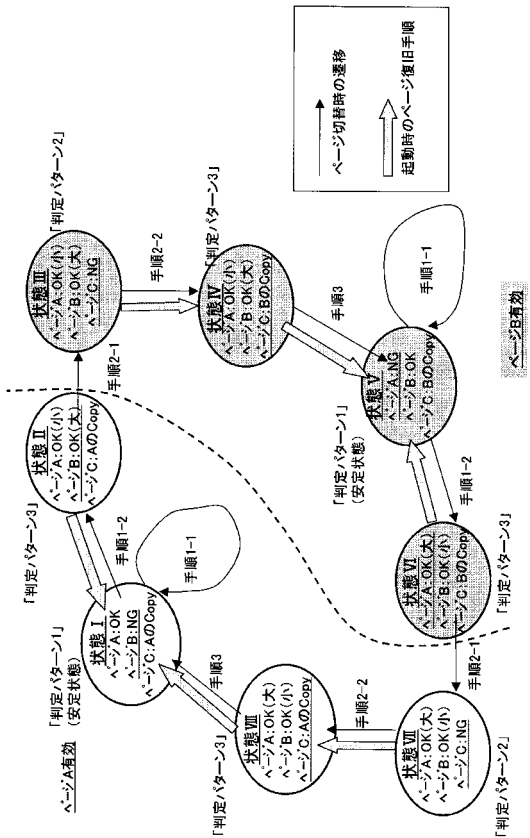 ページA有効
「判定パターン1」
(安定状態)
状態Ⅰ
ページA:OK
ページB:NG
ページC:AのCopy
手順1-1
手順1-2
「判定パターン3」
状態Ⅱ
ページA:OK(小)
ページB:OK(大)
ページC:AのCopy
手順2-1
「判定パターン2」
状態Ⅲ
ページA:OK(小)
ページB:OK(大)
ページC:NG
手順2-2
「判定パターン3」
状態Ⅳ
ページA:OK(小)
ページB:OK(大)
ページC:BのCopy
手順3
「判定パターン1」
(安定状態)
状態Ⅴ
ページA:NG
ページB:OK
ページC:BのCopy
手順1-1
手順1-2
ページB有効
状態Ⅵ
ページA:OK(大)
ページB:OK(小)
ページC:BのCopy
「判定パターン3」
手順2-1
状態Ⅶ
ページA:OK(大)
ページB:OK(小)
ページC:NG
「判定パターン2」
手順2-2
「判定パターン3」
状態Ⅷ
ページA:OK(大)
ページB:OK(小)
ページC:AのCopy
手順3
ページ切替時の遷移
起動時のページ復旧手順